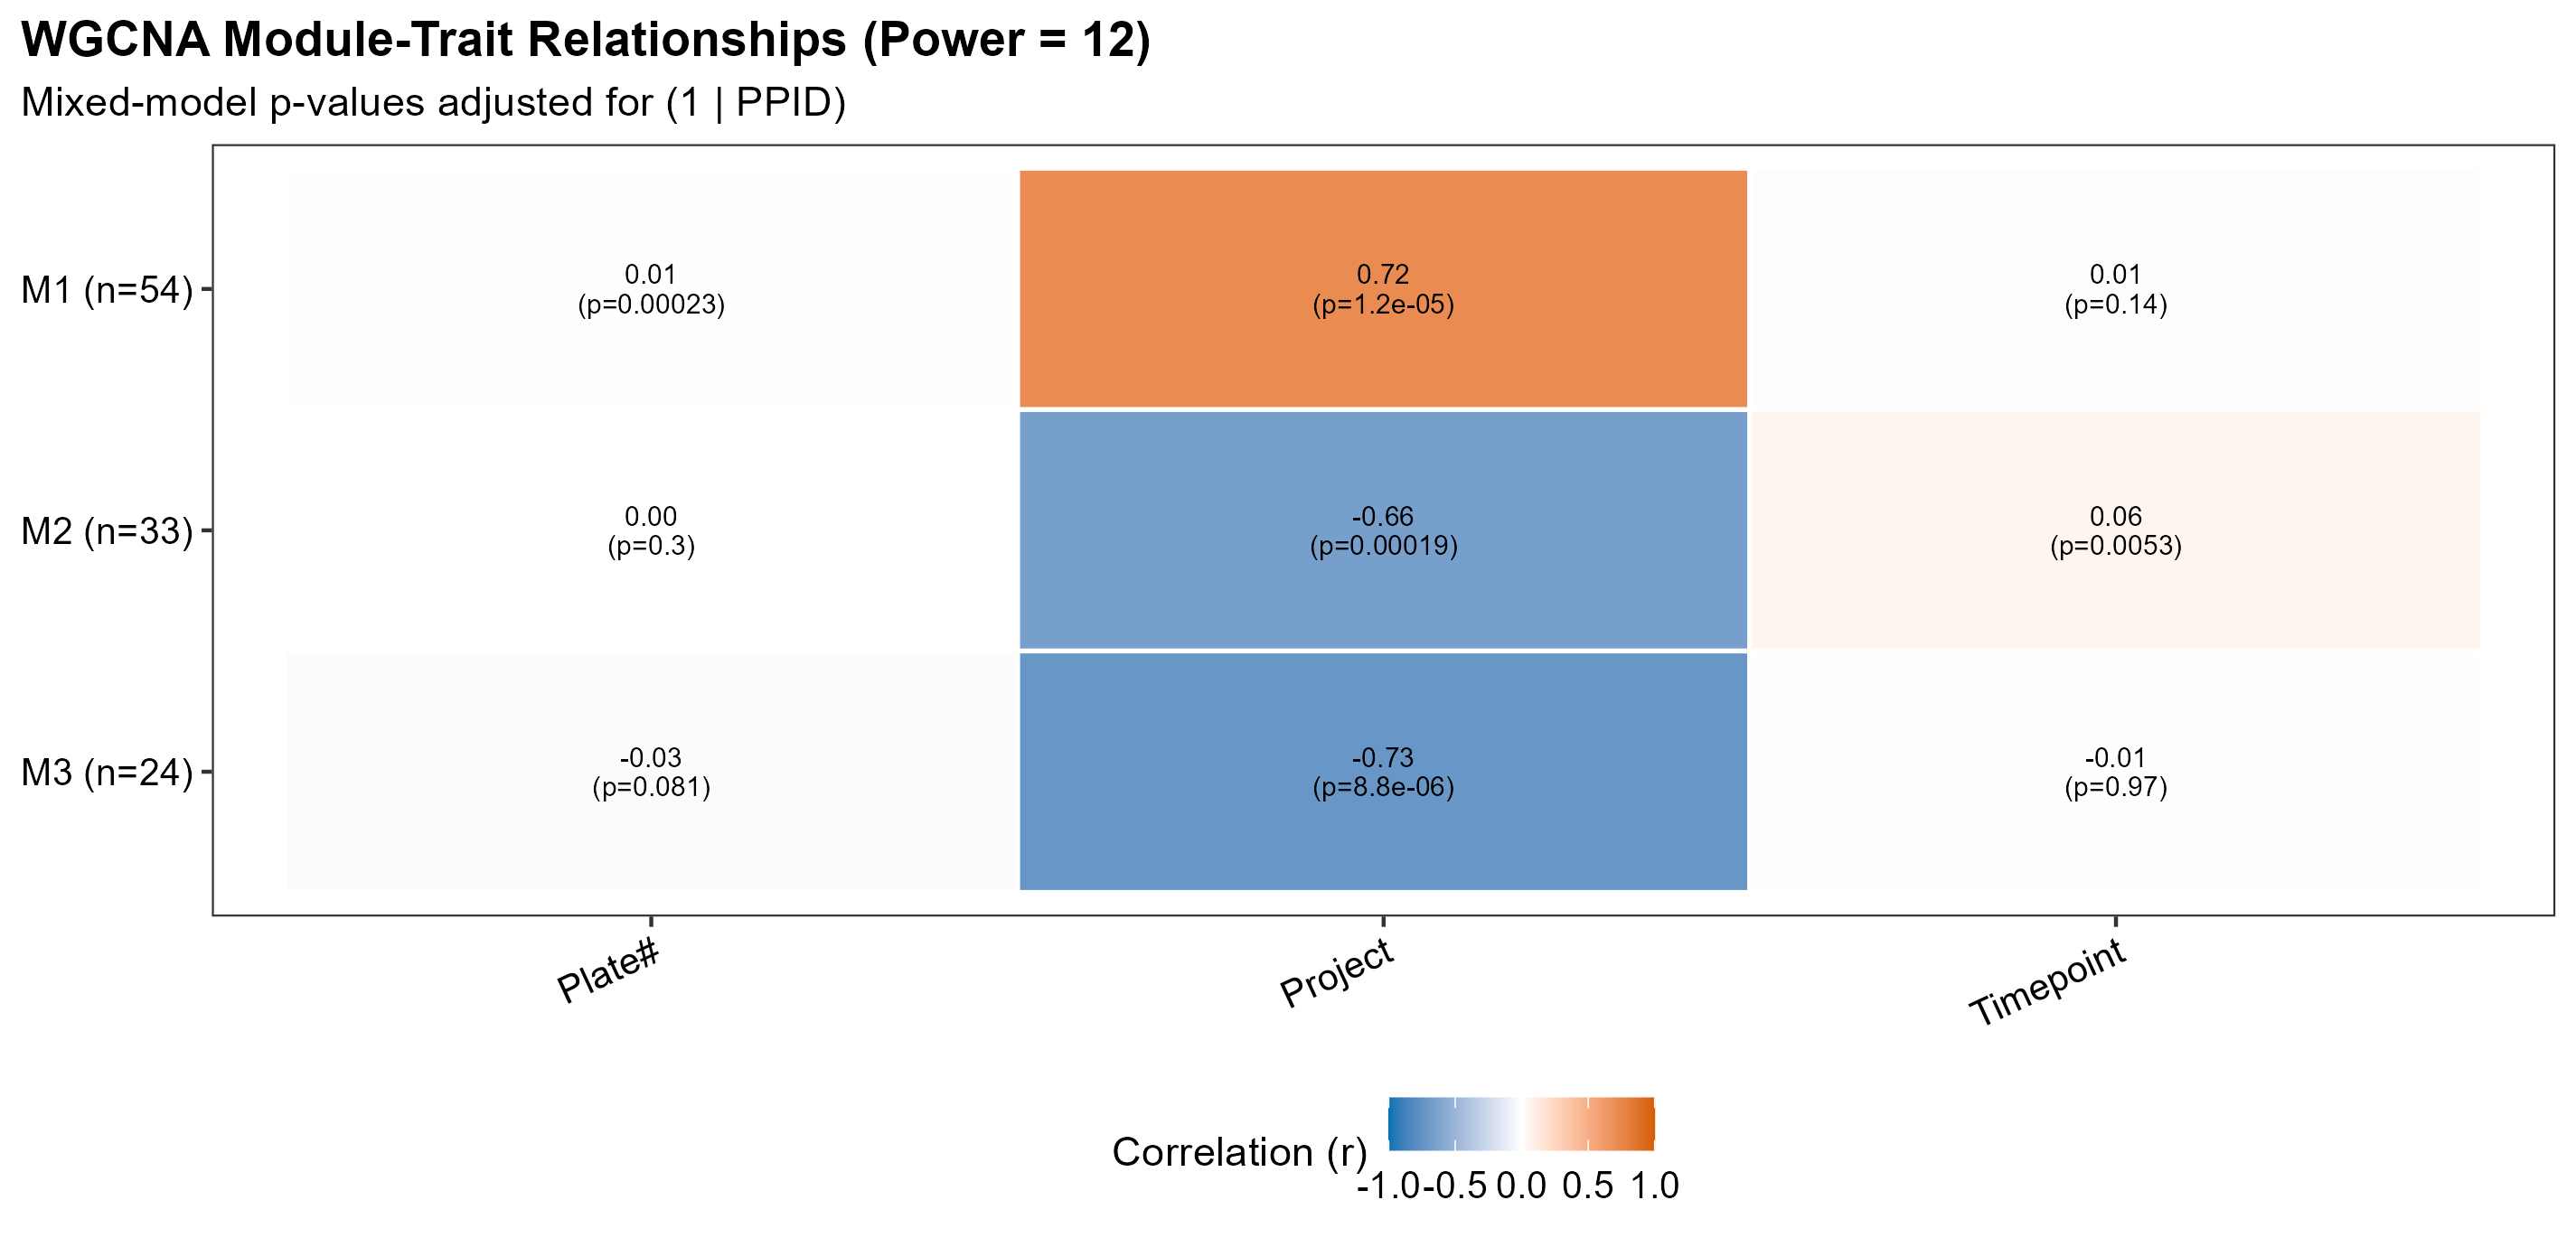 WGCNA Module-Trait Relationships (Power = 12)
Mixed-model p-values adjusted for (1 | PPID)
M1 (n=54)
0.01
(p=0.00023)
0.72
(p=1.2e-05)
0.01
(p=0.14)
M2 (n=33)
0.00
(p=0.3)
-0.66
(p=0.00019)
0.06
(p=0.0053)
M3 (n=24)
-0.03
(p=0.081)
-0.73
(p=8.8e-06)
-0.01
(p=0.97)
Plate#
Project
Timepoint
Correlation (r)
-1.0 -0.5 0.0 0.5 1.0